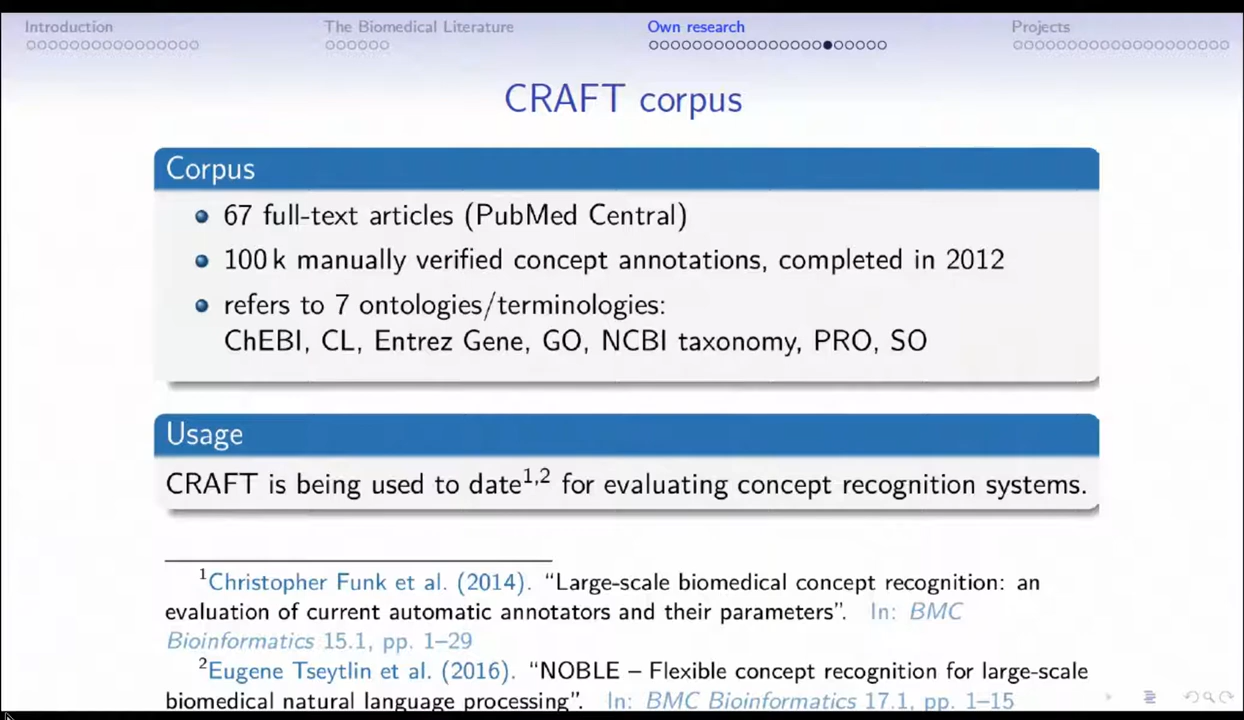 Introduction
The Biomedical Literature
Own research
Projects
CRAFT corpus
Corpus
67 full-text articles (PubMed Central)
100 k manually verified concept annotations, completed in 2012
refers to 7 ontologies/terminologies:
ChEBI, CL, Entrez Gene, GO, NCBI taxonomy, PRO, SO
Usage
CRAFT is being used to date1,2 for evaluating concept recognition systems.
1Christopher Funk et al. (2014). “Large-scale biomedical concept recognition: an
evaluation of current automatic annotators and their parameters”. In: BMC
Bioinformatics 15.1, pp. 1–29
2Eugene Tseytlin et al. (2016). “NOBLE – Flexible concept recognition for large-scale
biomedical natural language processing”. In: BMC Bioinformatics 17.1, pp. 1–15